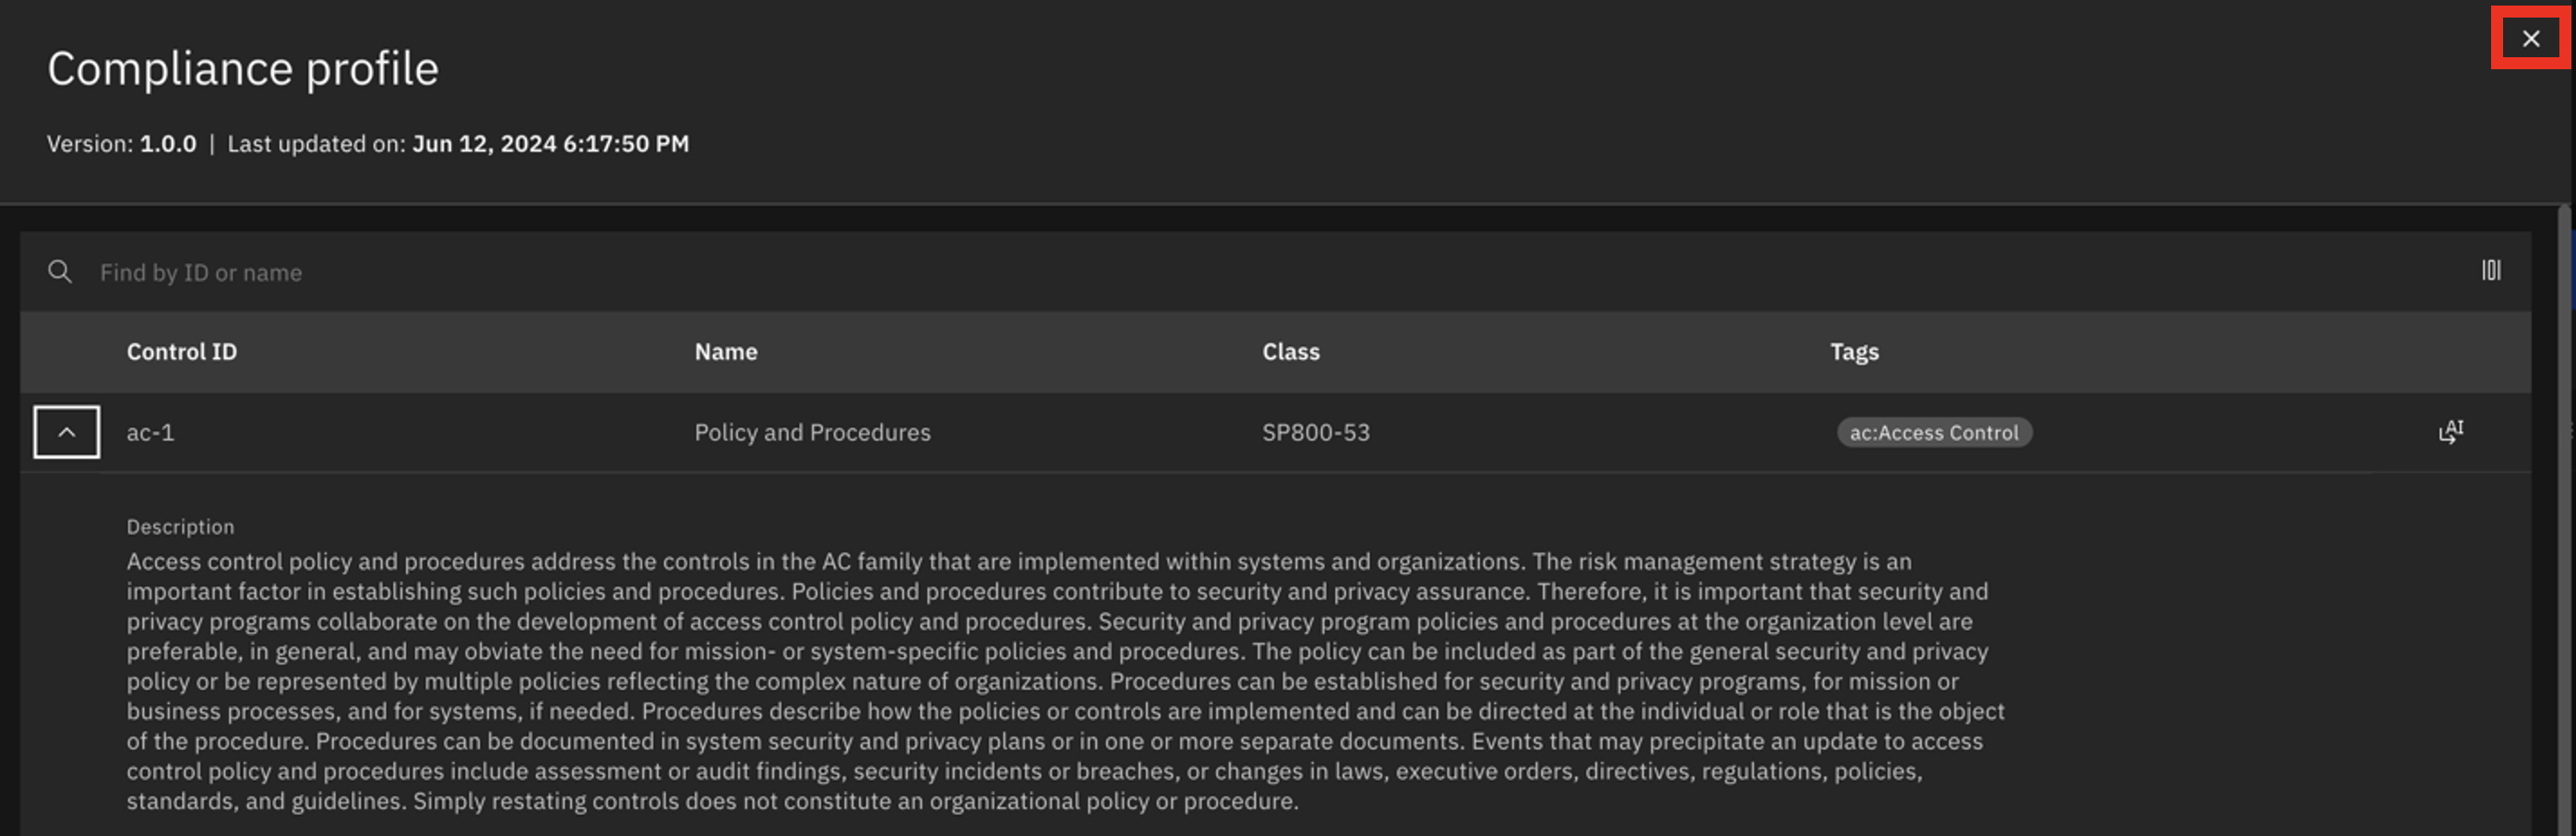 Compliance profile
Version: 1.0.0 | Last updated on: Jun 12, 2024 6:17:50 PM
Find by ID or name
Control ID Name Class Tags
ac-1 Policy and Procedures SP800-53 ac:Access Control AI
Description
Access control policy and procedures address the controls in the AC family that are implemented within systems and organizations. The risk management strategy is an
important factor in establishing such policies and procedures. Policies and procedures contribute to security and privacy assurance. Therefore, it is important that security and
privacy programs collaborate on the development of access control policy and procedures. Security and privacy program policies and procedures at the organization level are
preferable, in general, and may obviate the need for mission- or system-specific policies and procedures. The policy can be included as part of the general security and privacy
policy or be represented by multiple policies reflecting the complex nature of organizations. Procedures can be established for security and privacy programs, for mission or
business processes, and for systems, if needed. Procedures describe how the policies or controls are implemented and can be directed at the individual or role that is the object
of the procedure. Procedures can be documented in system security and privacy plans or in one or more separate documents. Events that may precipitate an update to access
control policy and procedures include assessment or audit findings, security incidents or breaches, or changes in laws, executive orders, directives, regulations, policies,
standards, and guidelines. Simply restating controls does not constitute an organizational policy or procedure.